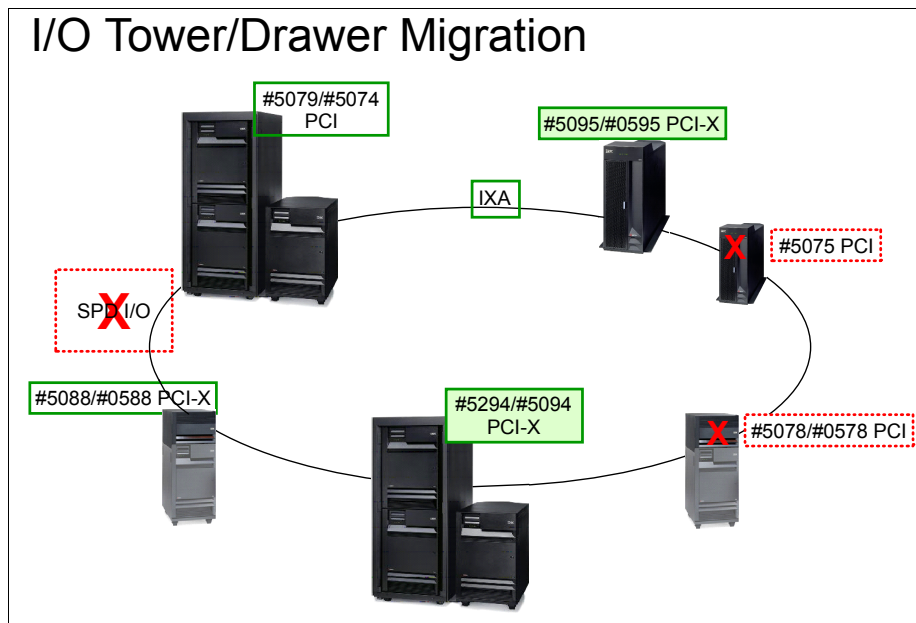 I/O Tower/Drawer Migration
#5079/#5074
PCI
#5095/#0595 PCI-X
IXA
X
#5075 PCI
SPD I/O
X
#5088/#0588 PCI-X
#5294/#5094
PCI-X
X
#5078/#0578 PCI